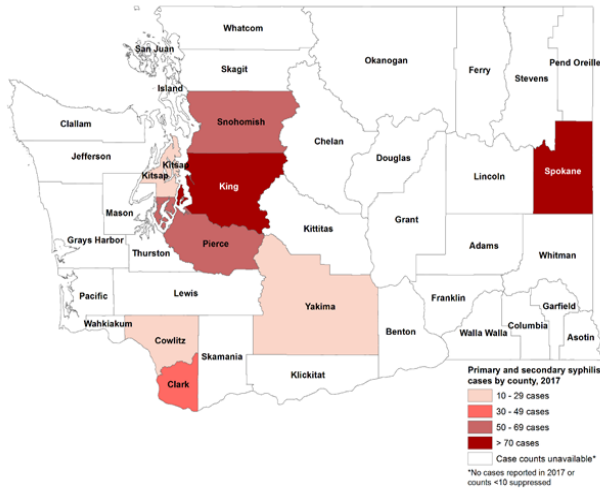 Whatcom
San Juan
Skagit
Island
Okanogan
Ferry
Stevens
Pend Oreille
Clallam
Snohomish
Chelan
Douglas
Jefferson
Kitsap
Kitsap
King
Lincoln
Spokane
Mason
Grays Harbor
Thurston
Pierce
Kittitas
Grant
Adams
Whitman
Pacific
Lewis
Yakima
Franklin
Garfield
Wahkiakum
Cowlitz
Skamania
Benton
Walla Walla
Columbia
Asotin
Clark
Klickitat
Primary and secondary syphilis
cases by county, 2017
10 - 29 cases
30 - 49 cases
50 - 69 cases
> 70 cases
Case counts unavailable*
*No cases reported in 2017 or
counts <10 suppressed